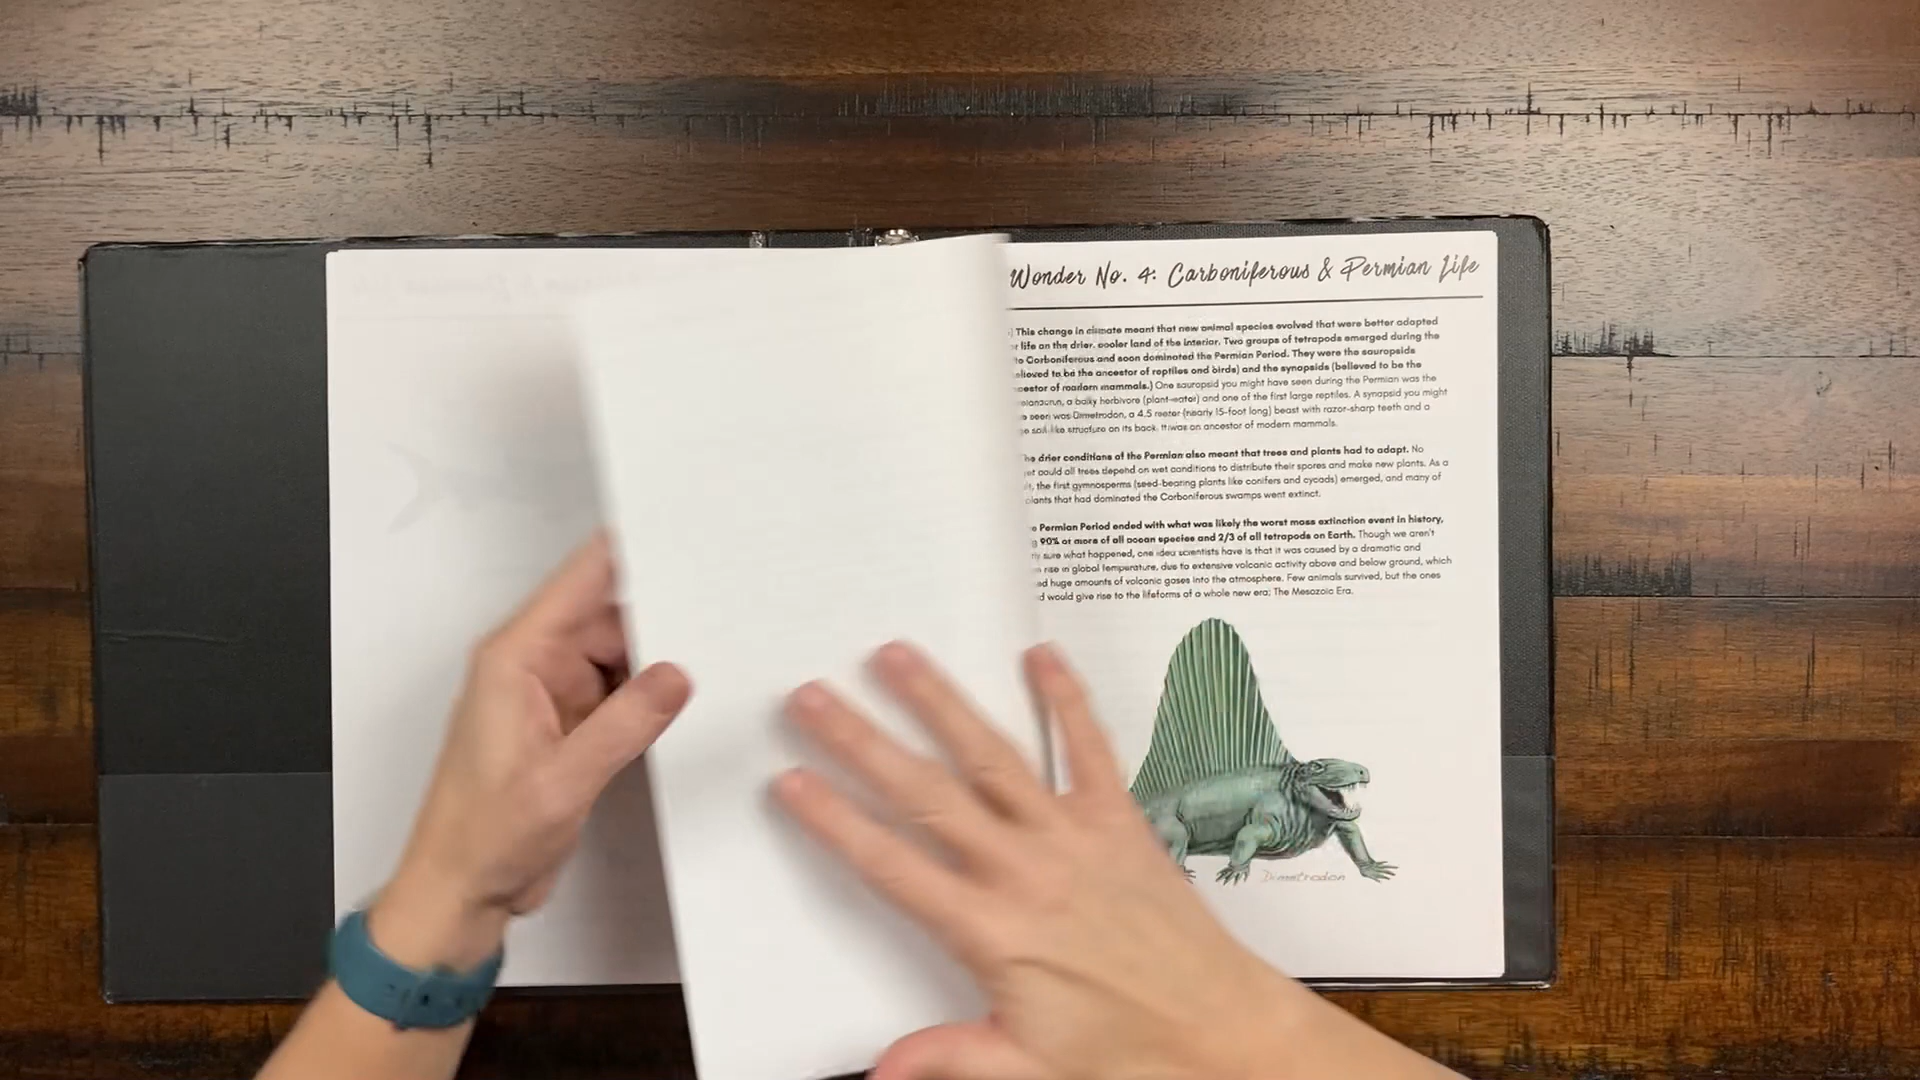 Wonder No. 4: Carboniferous & Permian Life
This change in climate meant that new animal species evolved that were better adapted
life on the drier, cooler land of the interior. Two groups of tetrapods emerged during the
Carboniferous and soon dominated the Permian Period. They were the sauropsids
to be the ancestor of reptiles and birds) and the synapsids (believed to be the
of modern mammals.) One sauropsid you might have seen during the Permian was the
a bulky herbivore (plant-eater) and one of the first large reptiles. A synapsid you might
seen was Dimetrodon, a 4.5 meter (nearly 15-foot long) beast with razor-sharp teeth and a
sail-like structure on its back. It was an ancestor of modern mammals.
drier conditions of the Permian also meant that trees and plants had to adapt. No
could all trees depend on wet conditions to distribute their spores and make new plants. As a
the first gymnosperms (seed-bearing plants like conifers and cycads) emerged, and many of
plants that had dominated the Carboniferous swamps went extinct.
Permian Period ended with what was likely the worst mass extinction event in history,
90% or more of all ocean species and 2/3 of all tetrapods on Earth. Though we aren't
sure what happened, one idea scientists have is that it was caused by a dramatic and
rise in global temperature, due to extensive volcanic activity above and below ground, which
huge amounts of volcanic gases into the atmosphere. Few animals survived, but the ones
would give rise to the lifeforms of a whole new era: The Mesozoic Era.
Dimetrodon